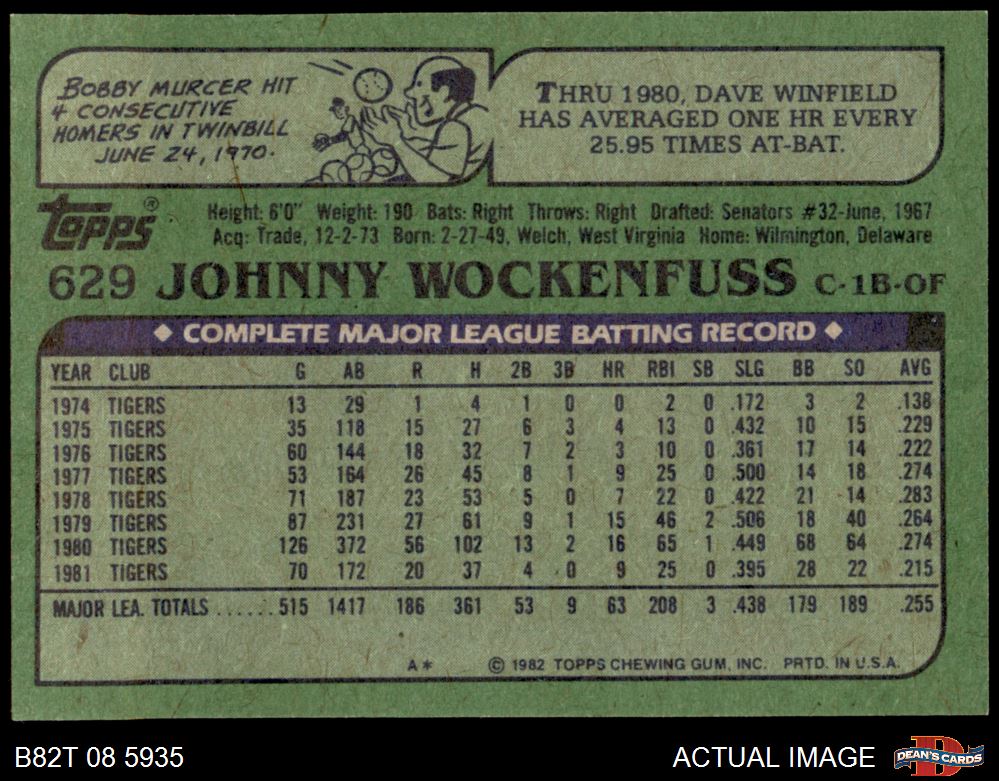 BOBBY MURCER HIT
4 CONSECUTIVE
HOMERS IN TWINBILL
JUNE 24, 1970.
THRU 1980, DAVE WINFIELD
HAS AVERAGED ONE HR EVERY
25.95 TIMES AT-BAT.
Topps®
Height: 6'0" Weight: 190 Bats: Right Throws: Right Drafted: Senators #32-June, 1967
Acq: Trade, 12-2-73 Born: 2-27-49, Welch, West Virginia Home: Wilmington, Delaware
629 JOHNNY WOCKENFUSS C-1B-OF
◆ COMPLETE MAJOR LEAGUE BATTING RECORD ◆
YEAR CLUB G AB R H 2B 3B HR RBI SB SLG BB SO AVG
1974 TIGERS 13 29 1 4 1 0 0 2 0 .172 3 2 .138
1975 TIGERS 35 118 15 27 6 3 4 13 0 .432 10 15 .229
1976 TIGERS 60 144 18 32 7 2 3 10 0 .361 17 14 .222
1977 TIGERS 53 164 26 45 8 1 9 25 0 .500 14 18 .274
1978 TIGERS 71 187 23 53 5 0 7 22 0 .422 21 14 .283
1979 TIGERS 87 231 27 61 9 1 15 46 2 .506 18 40 .264
1980 TIGERS 126 372 56 102 13 2 16 65 1 .449 68 64 .274
1981 TIGERS 70 172 20 37 4 0 9 25 0 .395 28 22 .215
MAJOR LEA. TOTALS ...... 515 1417 186 361 53 9 63 208 3 .438 179 189 .255
A* © 1982 TOPPS CHEWING GUM, INC. PRTD. IN U.S.A.
B82T 08 5935
ACTUAL IMAGE
D
DEAN'S CARDS